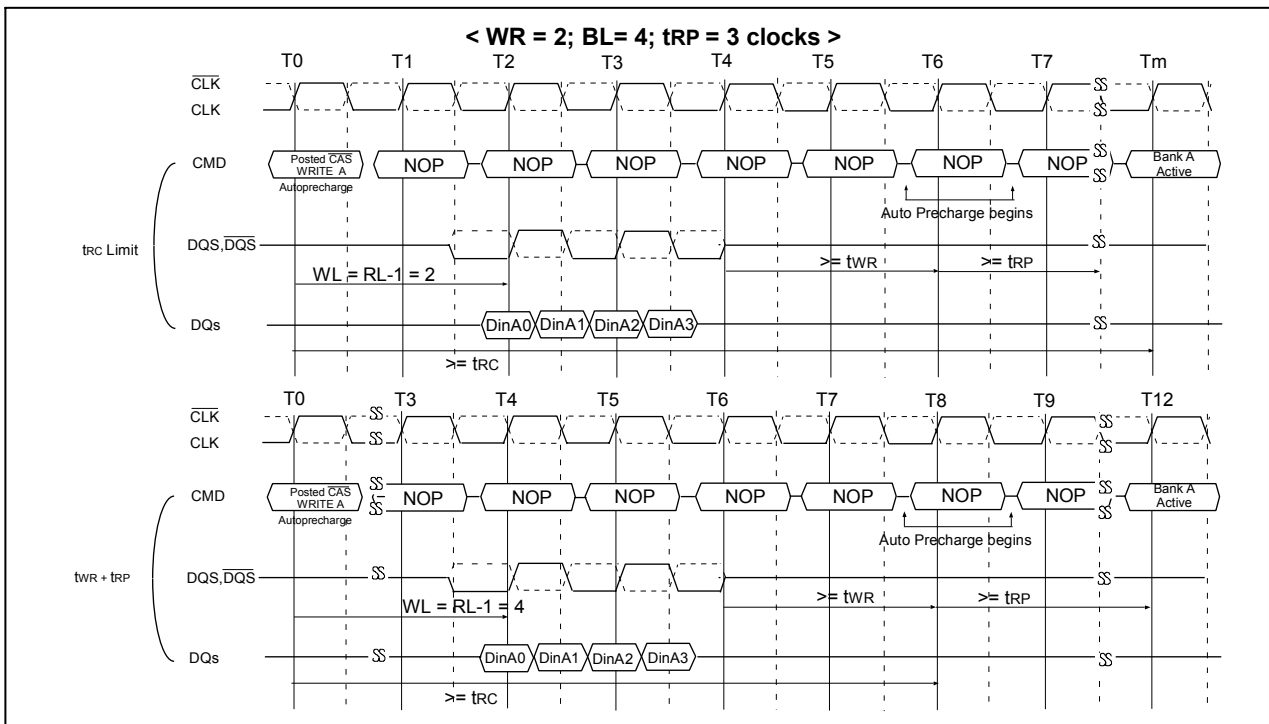 < WR = 2; BL= 4; tRP = 3 clocks >
T0 T1 T2 T3 T4 T5 T6 T7 Tm
CLK
CLK
CMD
Posted CAS
WRITE A
NOP NOP NOP NOP NOP NOP NOP
Bank A
Active
Autoprecharge
Auto Precharge begins
tRC Limit
DQS,DQS
WL = RL-1 = 2
>= tWR
>= tRP
DQs
DinA0 DinA1 DinA2 DinA3
>= tRC
T0 T3 T4 T5 T6 T7 T8 T9 T12
CLK
CLK
CMD
Posted CAS
WRITE A
NOP NOP NOP NOP NOP NOP NOP
Bank A
Active
Autoprecharge
Auto Precharge begins
tWR + tRP
DQS,DQS
WL = RL-1 = 4
>= tWR
>= tRP
DQs
DinA0 DinA1 DinA2 DinA3
>= tRC